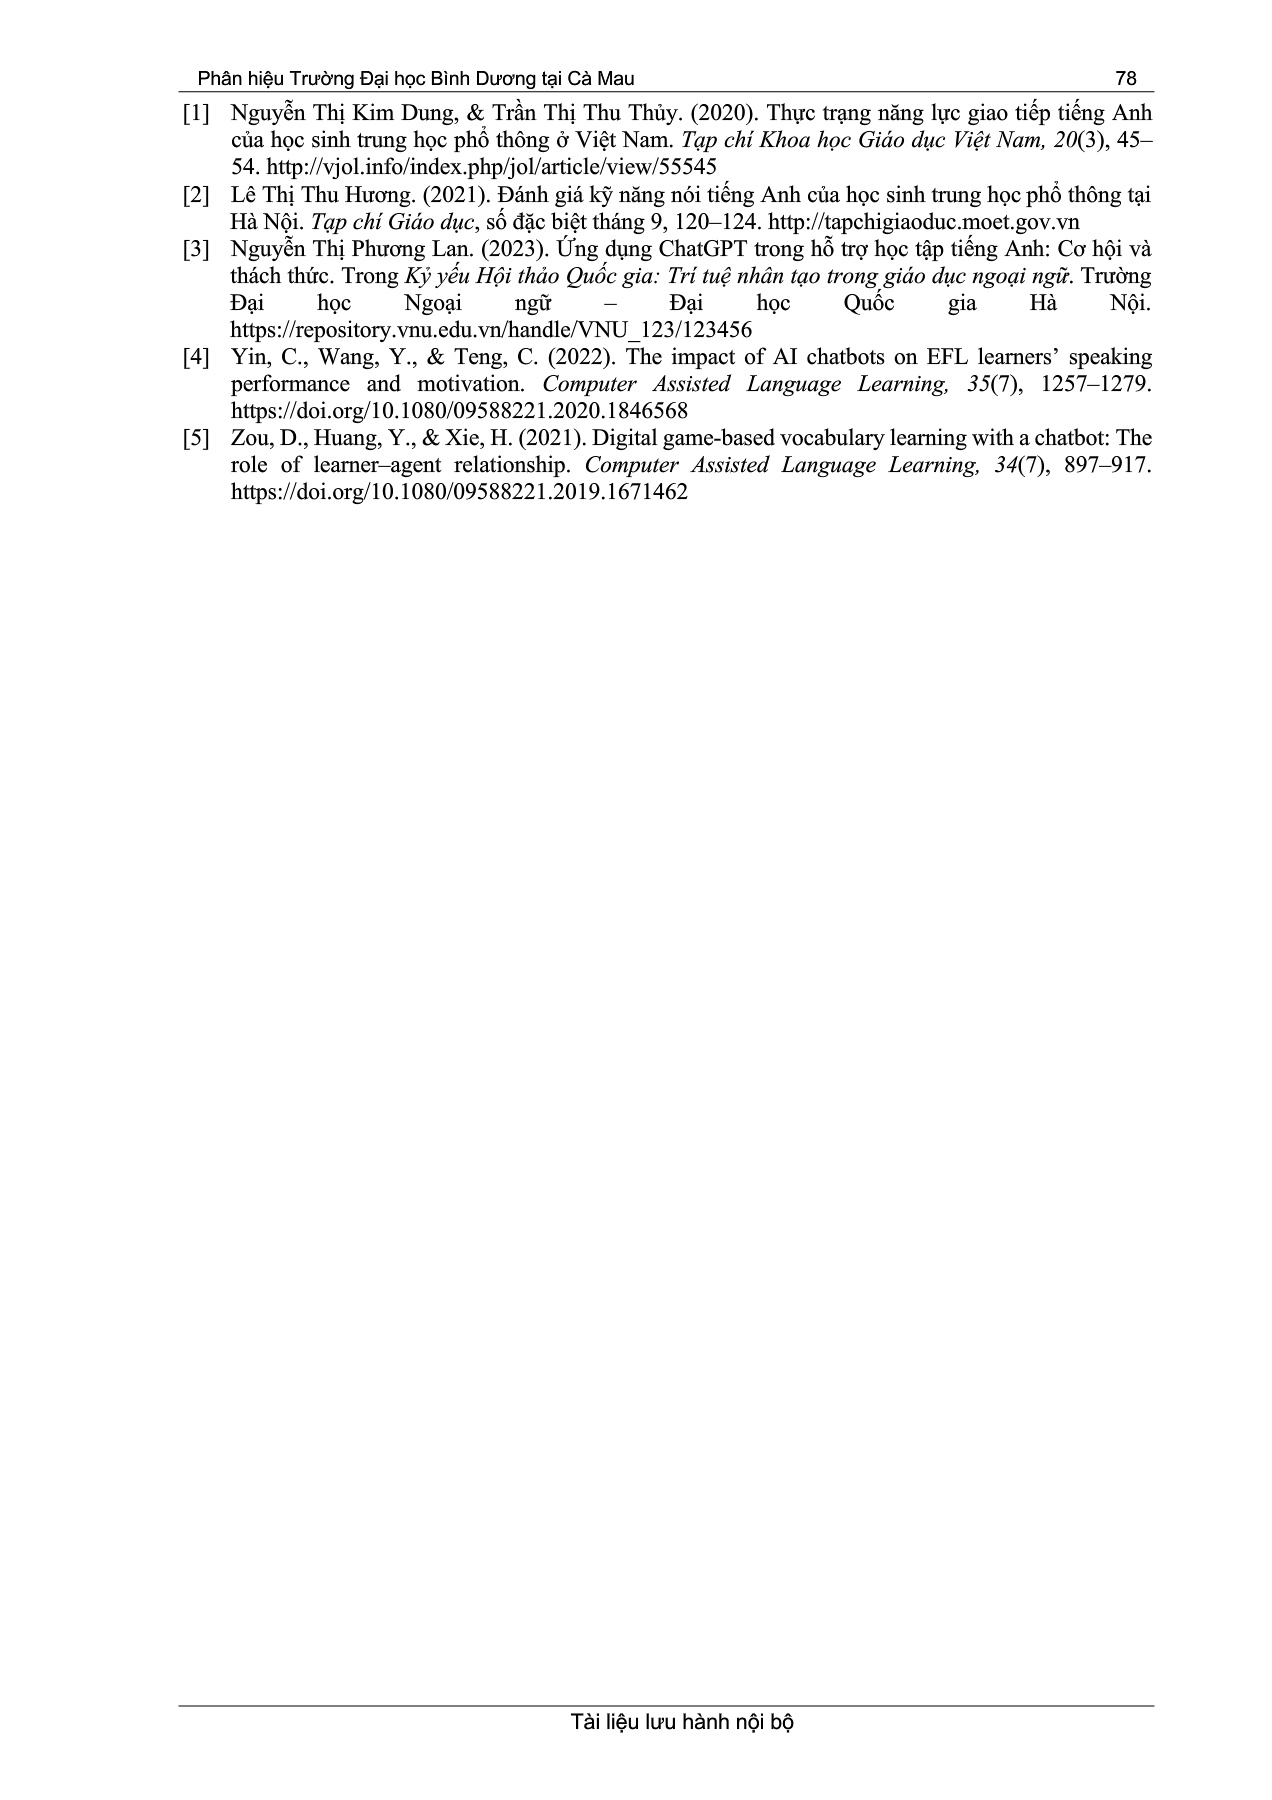 Phân hiệu Trường Đại học Bình Dương tại Cà Mau 78
[1] Nguyễn Thị Kim Dung, & Trần Thị Thu Thủy. (2020). Thực trạng năng lực giao tiếp tiếng Anh
của học sinh trung học phổ thông ở Việt Nam. Tạp chí Khoa học Giáo dục Việt Nam, 20(3), 45–
54. http://vjol.info/index.php/jol/article/view/55545
[2] Lê Thị Thu Hương. (2021). Đánh giá kỹ năng nói tiếng Anh của học sinh trung học phổ thông tại
Hà Nội. Tạp chí Giáo dục, số đặc biệt tháng 9, 120–124. http://tapchigiaoduc.moet.gov.vn
[3] Nguyễn Thị Phương Lan. (2023). Ứng dụng ChatGPT trong hỗ trợ học tập tiếng Anh: Cơ hội và
thách thức. Trong Kỷ yếu Hội thảo Quốc gia: Trí tuệ nhân tạo trong giáo dục ngoại ngữ. Trường
Đại học Ngoại ngữ – Đại học Quốc gia Hà Nội.
https://repository.vnu.edu.vn/handle/VNU_123/123456
[4] Yin, C., Wang, Y., & Teng, C. (2022). The impact of AI chatbots on EFL learners’ speaking
performance and motivation. Computer Assisted Language Learning, 35(7), 1257–1279.
https://doi.org/10.1080/09588221.2020.1846568
[5] Zou, D., Huang, Y., & Xie, H. (2021). Digital game-based vocabulary learning with a chatbot: The
role of learner–agent relationship. Computer Assisted Language Learning, 34(7), 897–917.
https://doi.org/10.1080/09588221.2019.1671462
Tài liệu lưu hành nội bộ